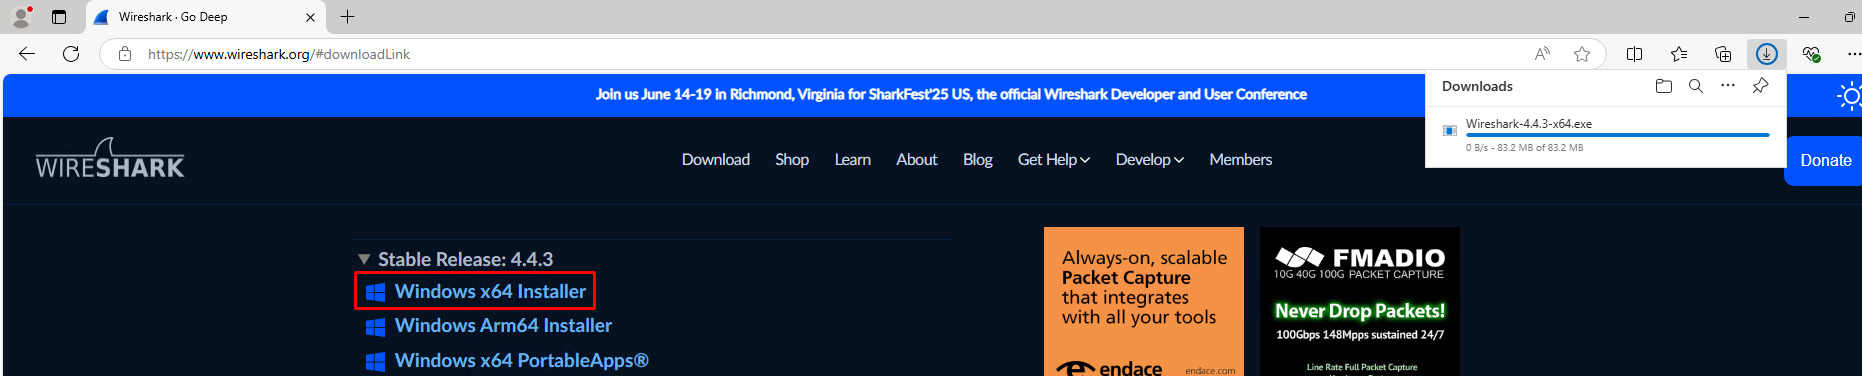 Wireshark · Go Deep
https://www.wireshark.org/#downloadLink
Join us June 14-19 in Richmond, Virginia for SharkFest'25 US, the official Wireshark Developer and User Conference
Downloads
Wireshark-4.4.3-x64.exe
0 B/s - 83.2 MB of 83.2 MB
WIRESHARK
Download Shop Learn About Blog Get Help Develop Members
Donate
Stable Release: 4.4.3
Windows x64 Installer
Windows Arm64 Installer
Windows x64 PortableApps®
Always-on, scalable
Packet Capture
that integrates
with all your tools
endace endace.com
FMADIO
10G 40G 100G PACKET CAPTURE
Never Drop Packets!
100Gbps 148Mpps sustained 24/7
Line Rate Full Packet Capture